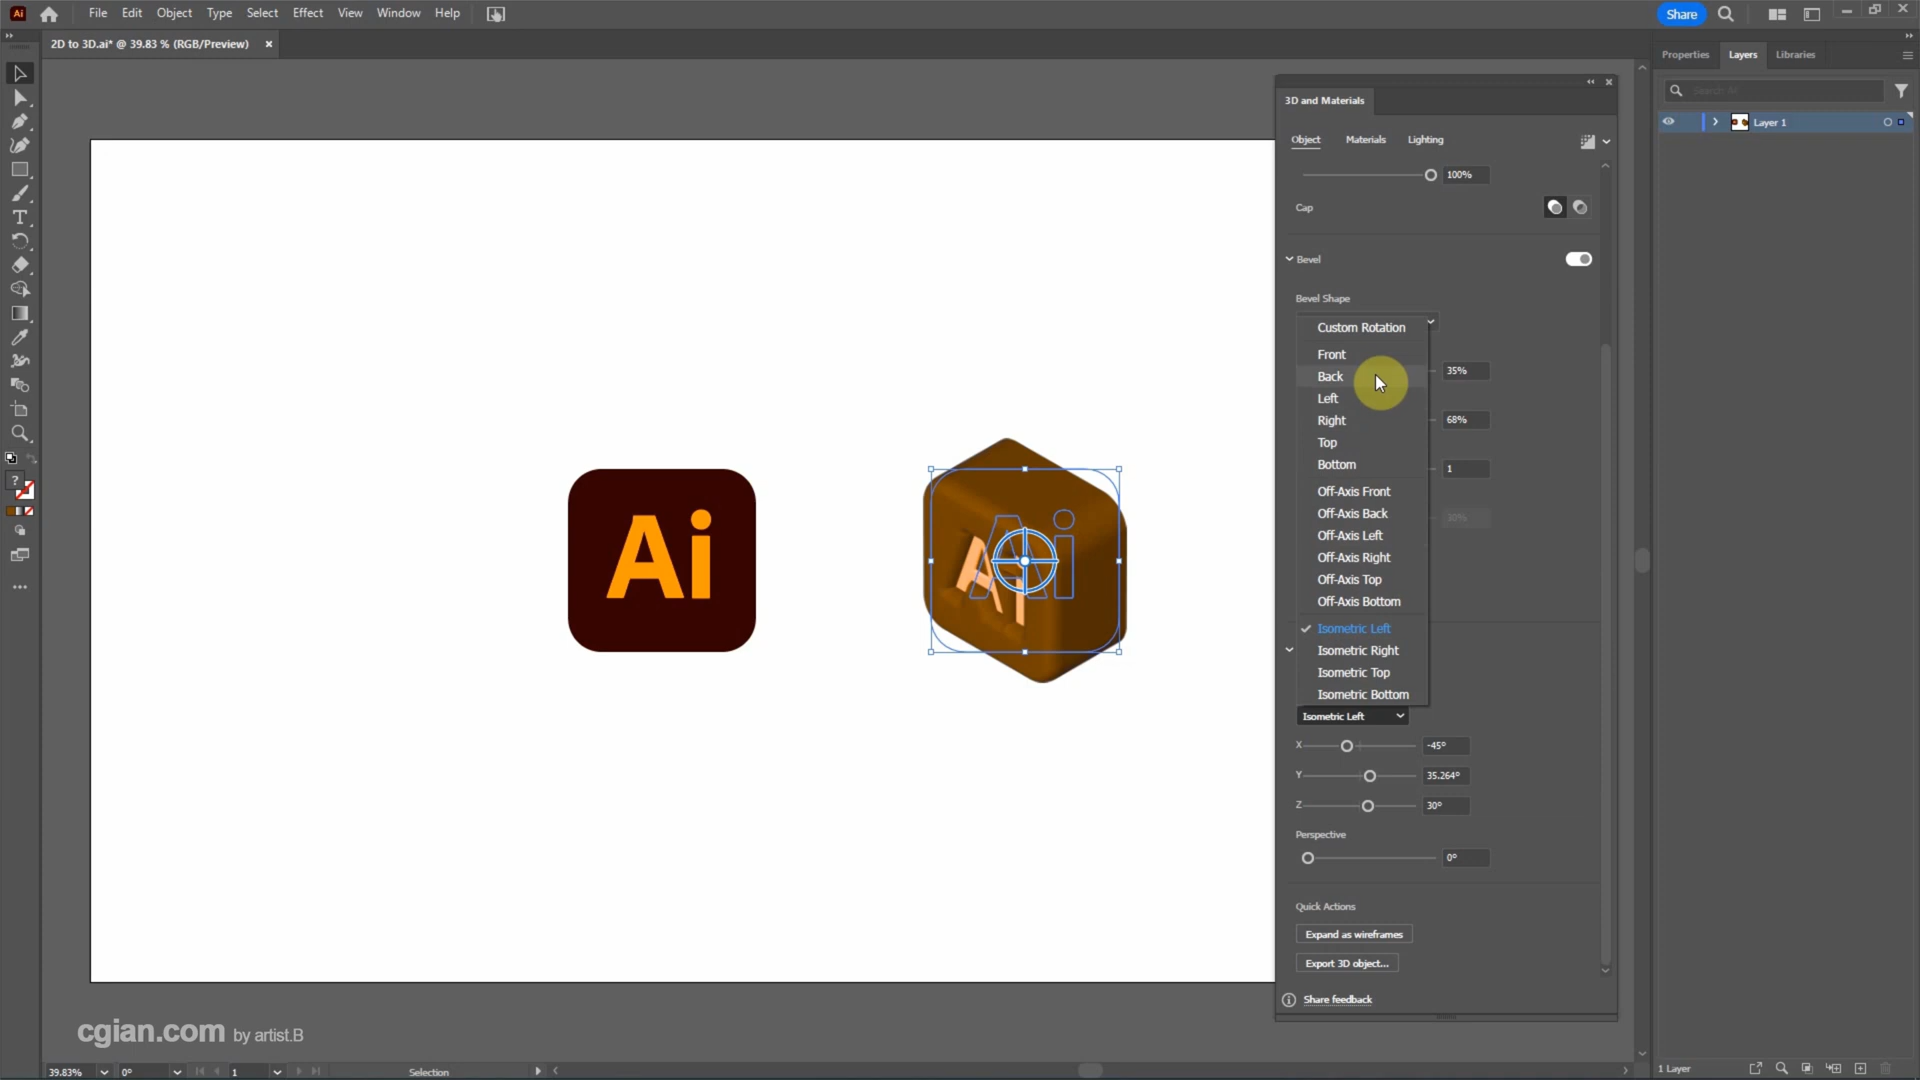 Ai File Edit Object Type Select Effect View Window Help Share
2D to 3D.ai* @ 39.83 % (RGB/Preview) ×
Properties Layers Libraries
Search All
Layer 1
3D and Materials
Object Materials Lighting
100%
Cap
Bevel
Bevel Shape
Custom Rotation
Front
Back
35%
Left
Right
68%
Top
Bottom
1
Off-Axis Front
Off-Axis Back
30%
Off-Axis Left
Off-Axis Right
Off-Axis Top
Off-Axis Bottom
Isometric Left
Isometric Right
Isometric Top
Isometric Bottom
Isometric Left
X -45°
Y 35.264°
Z 30°
Perspective
0°
Quick Actions
Expand as wireframes
Export 3D object...
Share feedback
Ai
Ai
T
?
cgian.com by artist.B
39.83% 0° 1 Selection
1 Layer